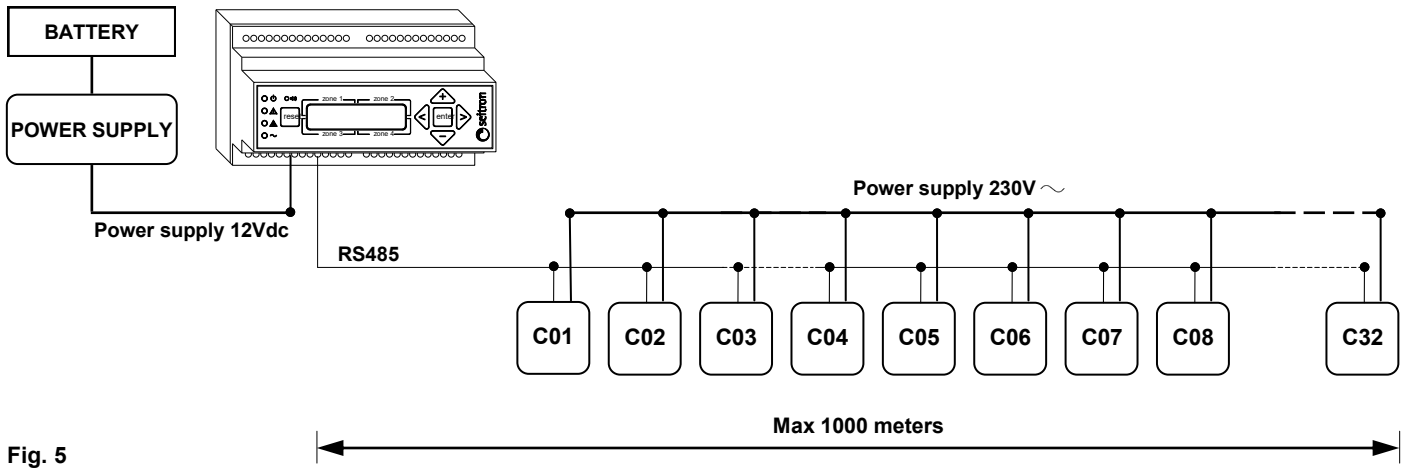 BATTERY
POWER SUPPLY
zone 1 zone 2
reset
enter
zone 3 zone 4
seitron
Power supply 12Vdc
Power supply 230V ~
RS485
C01 C02 C03 C04 C05 C06 C07 C08 C32
Max 1000 meters
Fig. 5